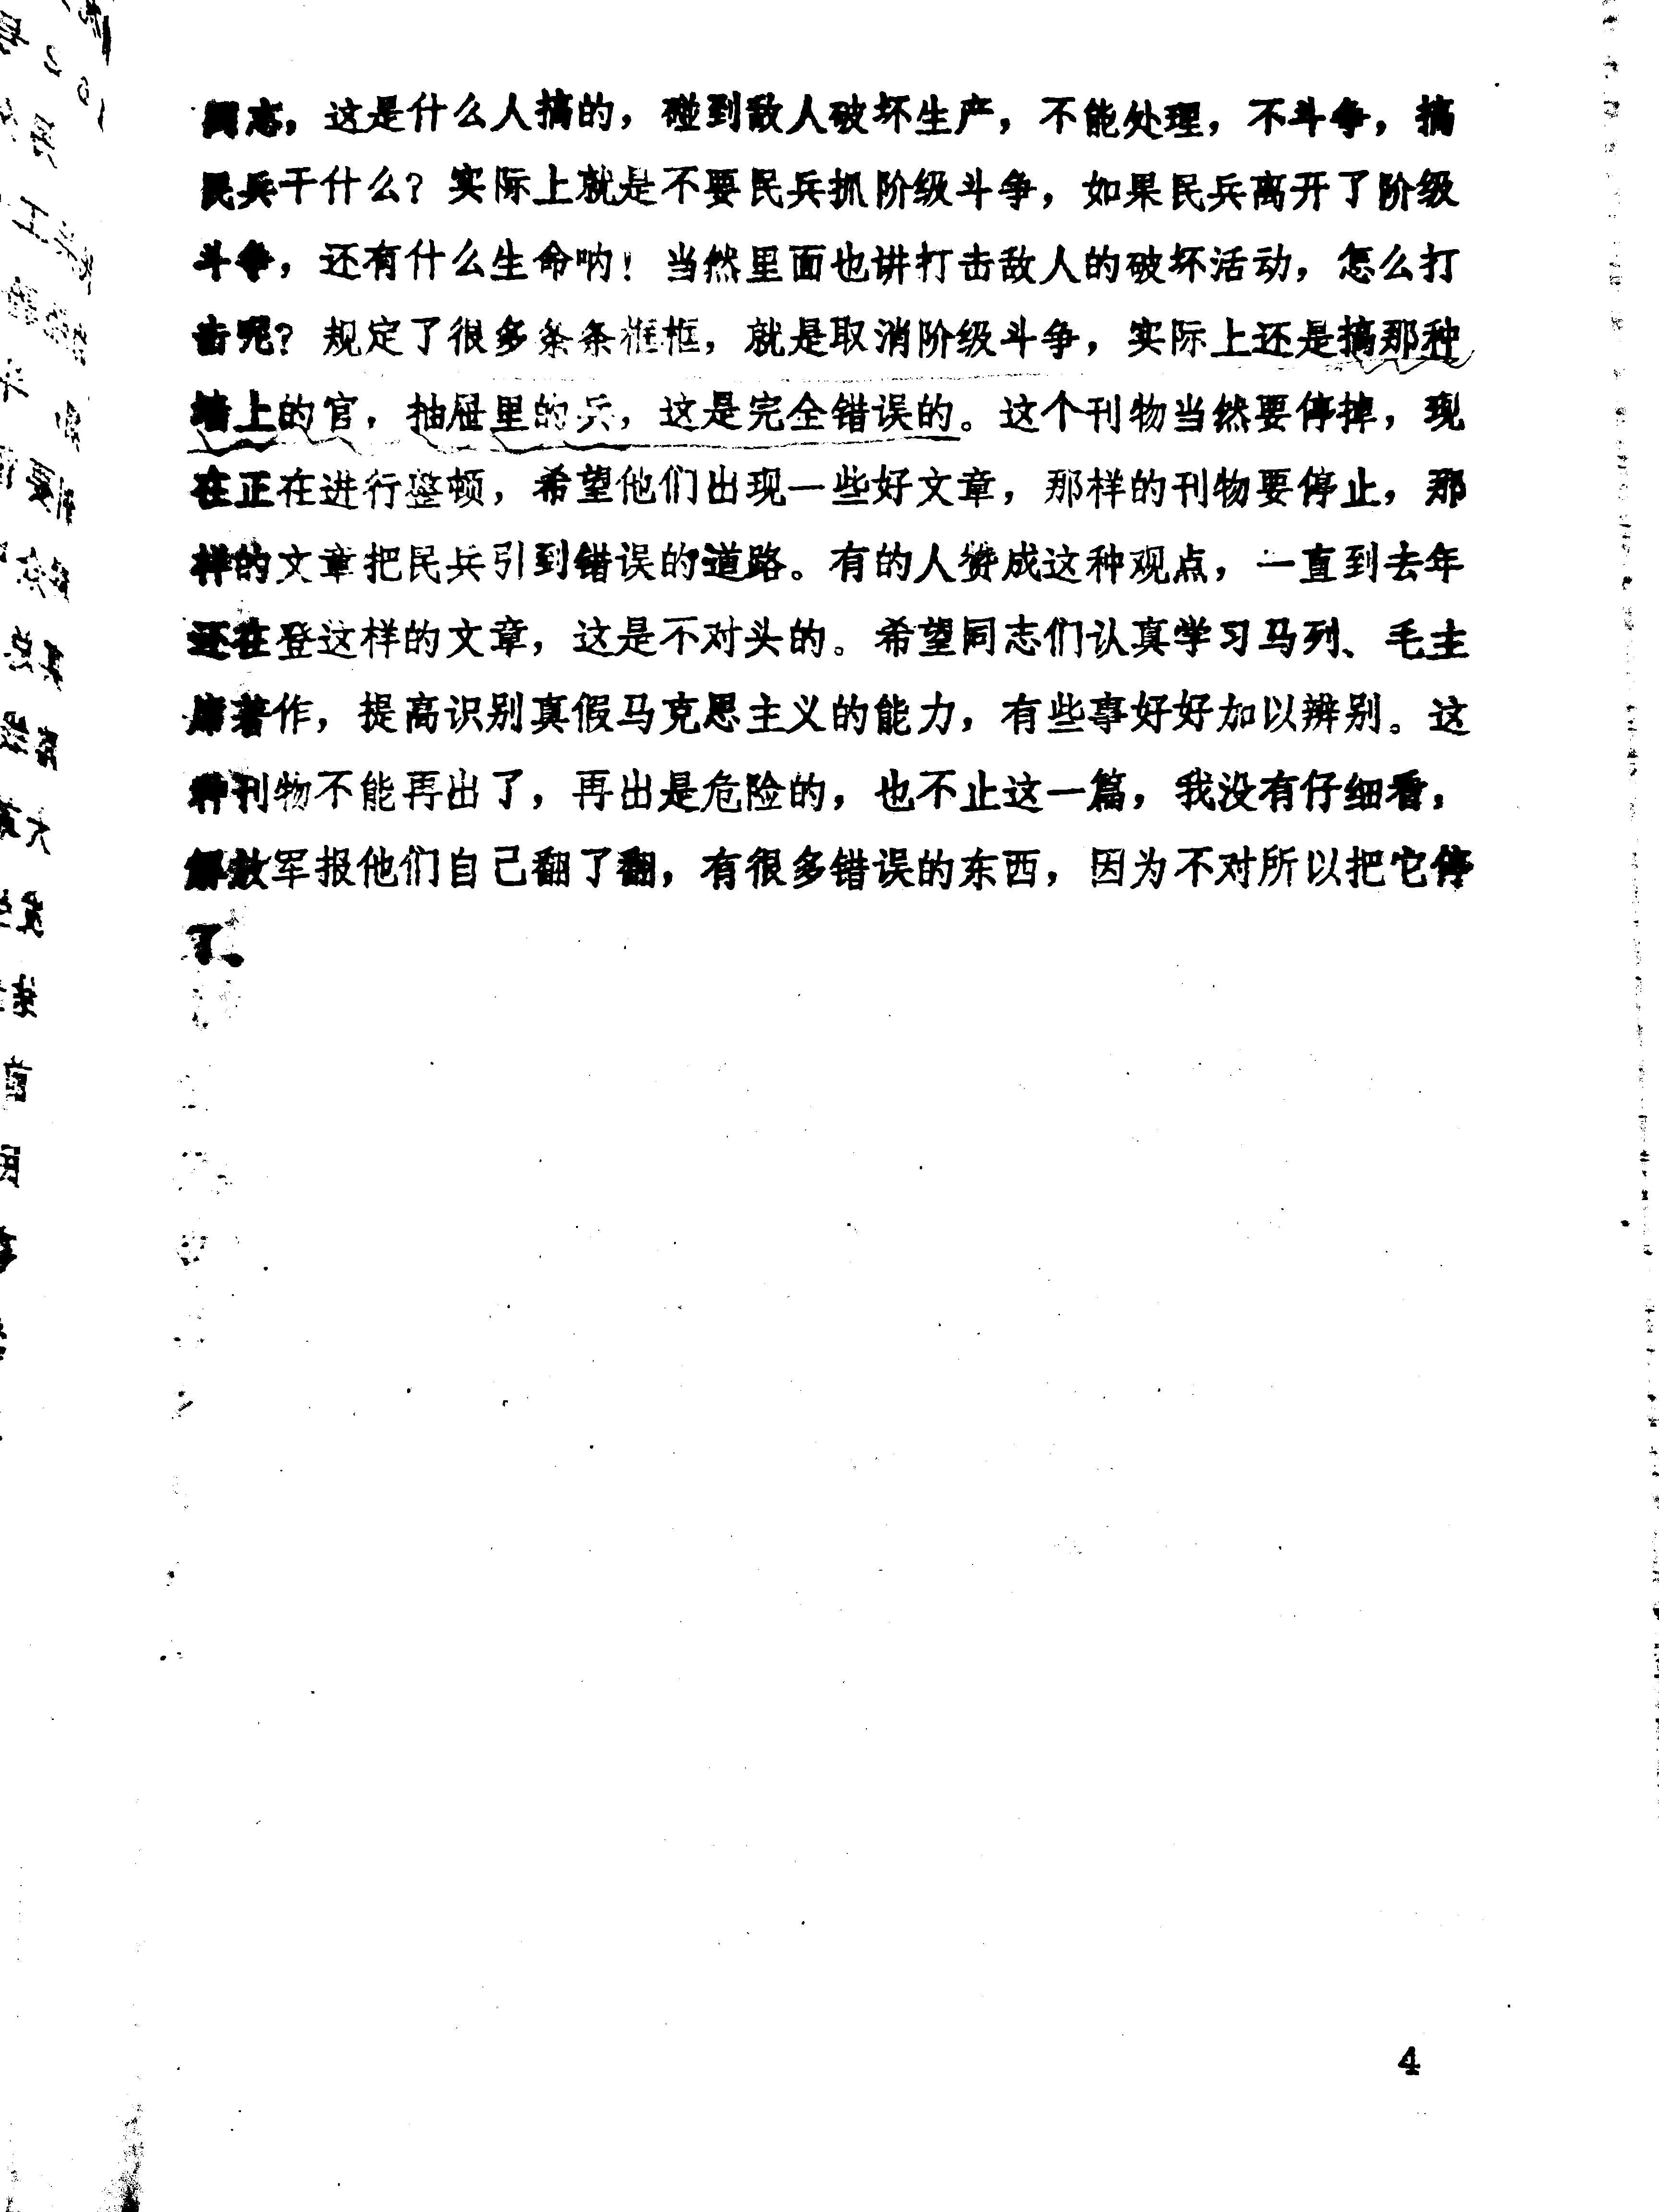 同志，这是什么人搞的，碰到敌人破坏生产，不能处理，不斗争，搞
民兵干什么？实际上就是不要民兵抓阶级斗争，如果民兵离开了阶级
斗争，还有什么生命呐！当然里面也讲打击敌人的破坏活动，怎么打
击呢？规定了很多条条框框，就是取消阶级斗争，实际上还是搞那种
墙上的官，抽屉里的兵，这是完全错误的。这个刊物当然要停掉，现
在正在进行整顿，希望他们出现一些好文章，那样的刊物要停止，那
样的文章把民兵引到错误的道路。有的人赞成这种观点，一直到去年
还在登这样的文章，这是不对头的。希望同志们认真学习马列、毛主
席著作，提高识别真假马克思主义的能力，有些事好好加以辨别。这
种刊物不能再出了，再出是危险的，也不止这一篇，我没有仔细看，
解放军报他们自己翻了翻，有很多错误的东西，因为不对所以把它停
了。
4